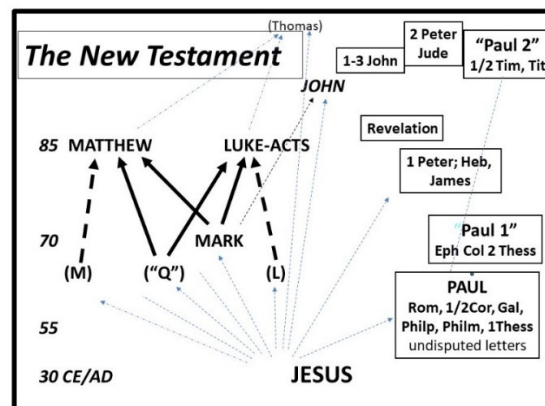 (Thomas)
The New Testament
2 Peter
Jude
"Paul 2"
1/2 Tim, Tit
1-3 John
JOHN
Revelation
85 MATTHEW LUKE-ACTS
1 Peter; Heb,
James
70 MARK
"Paul 1"
Eph Col 2 Thess
(M) ("Q") (L)
PAUL
Rom, 1/2Cor, Gal,
Philp, Philm, 1Thess
undisputed letters
55
30 CE/AD JESUS